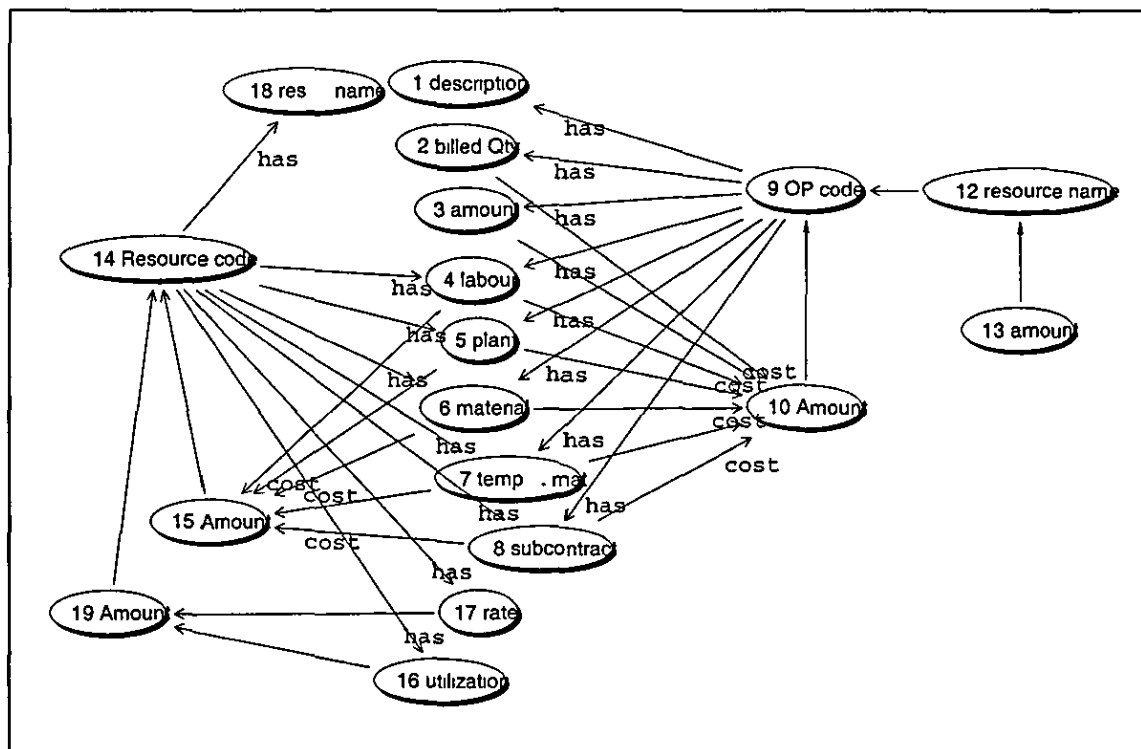 18 res name
1 description
has
2 billed Qty
has
has
9 OP code
12 resource name
3 amount
has
14 Resource code
4 labour
has
has
13 amount
5 plant
has
has
has
cost
cost
6 material
10 Amount
cost
has
has
7 temp . mat
cost
cost
cost
has
has
15 Amount
cost
8 subcontract
has
19 Amount
17 rate
has
16 utilization